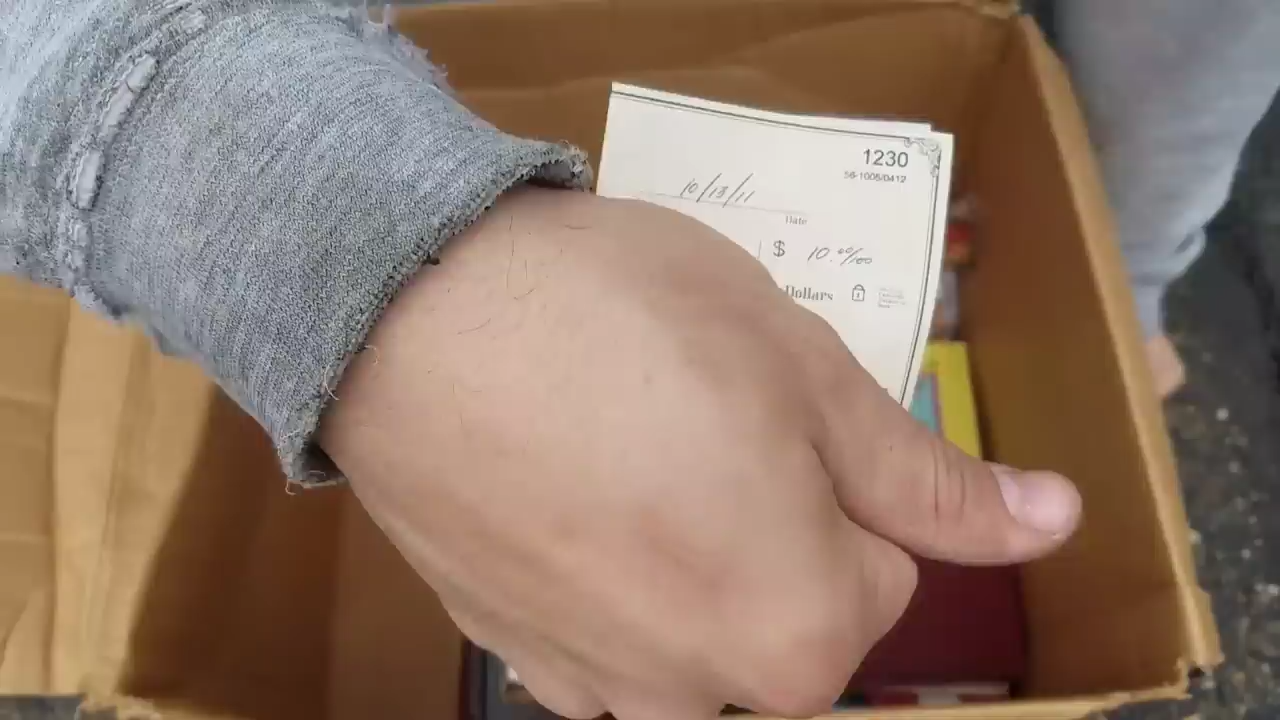 1230
56-1005/0412
10/13/11
Date
$ 10.00/100
Dollars